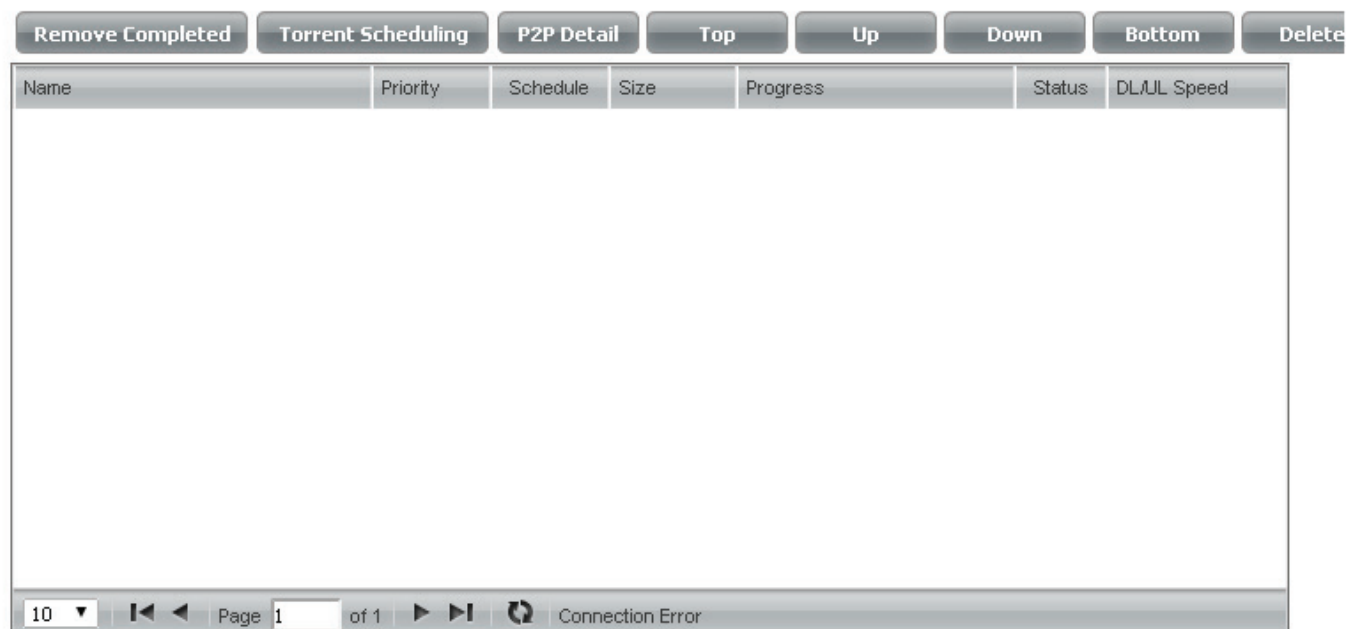 Remove Completed Torrent Scheduling P2P Detail Top Up Down Bottom Delete
Name Priority Schedule Size Progress Status DL/UL Speed
10 Page 1 of 1 Connection Error